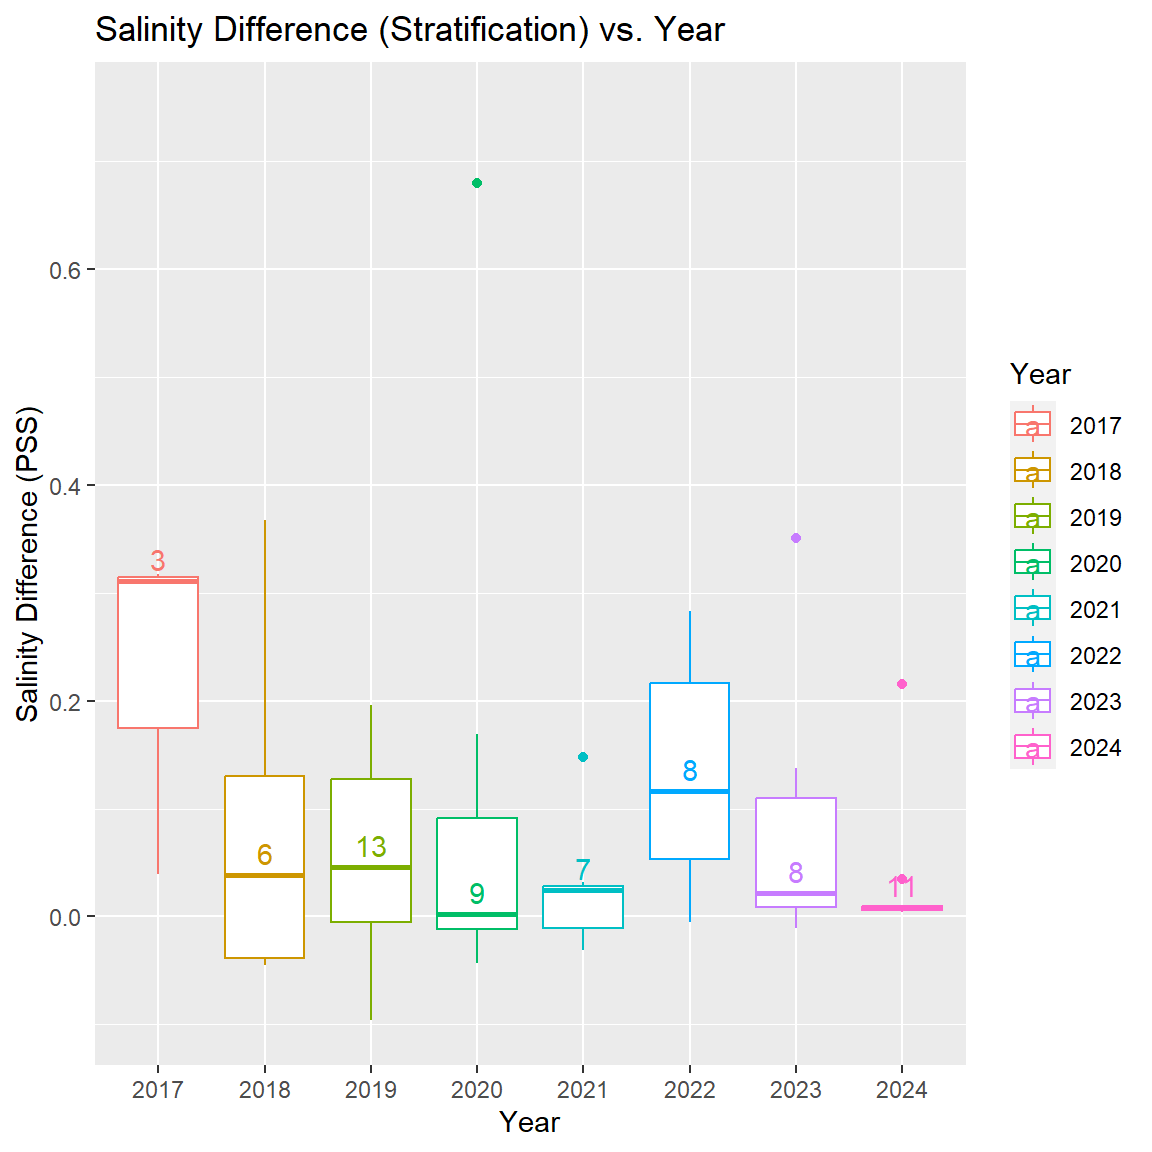 Salinity Difference (Stratification) vs. Year
Salinity Difference (PSS)
0.6
0.4
0.2
0.0
3
6
13
9
7
8
8
11
2017 2018 2019 2020 2021 2022 2023 2024
Year
Year
a 2017
a 2018
a 2019
a 2020
a 2021
a 2022
a 2023
a 2024